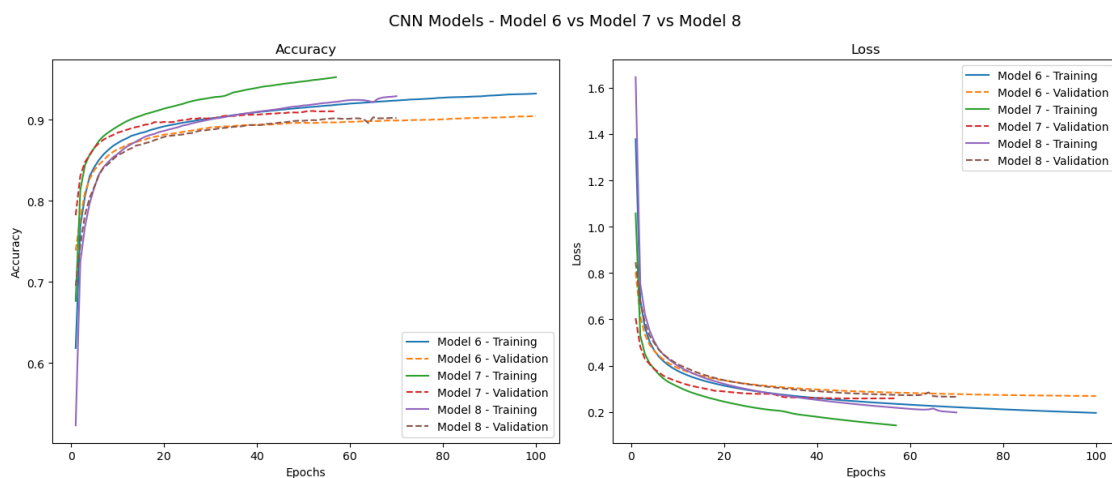 CNN Models - Model 6 vs Model 7 vs Model 8
Accuracy
Accuracy
0.9
0.8
0.7
0.6
0
20
40
60
80
100
Epochs
Model 6 - Training
Model 6 - Validation
Model 7 - Training
Model 7 - Validation
Model 8 - Training
Model 8 - Validation
Loss
Loss
1.6
1.4
1.2
1.0
0.8
0.6
0.4
0.2
0
20
40
60
80
100
Epochs
Model 6 - Training
Model 6 - Validation
Model 7 - Training
Model 7 - Validation
Model 8 - Training
Model 8 - Validation